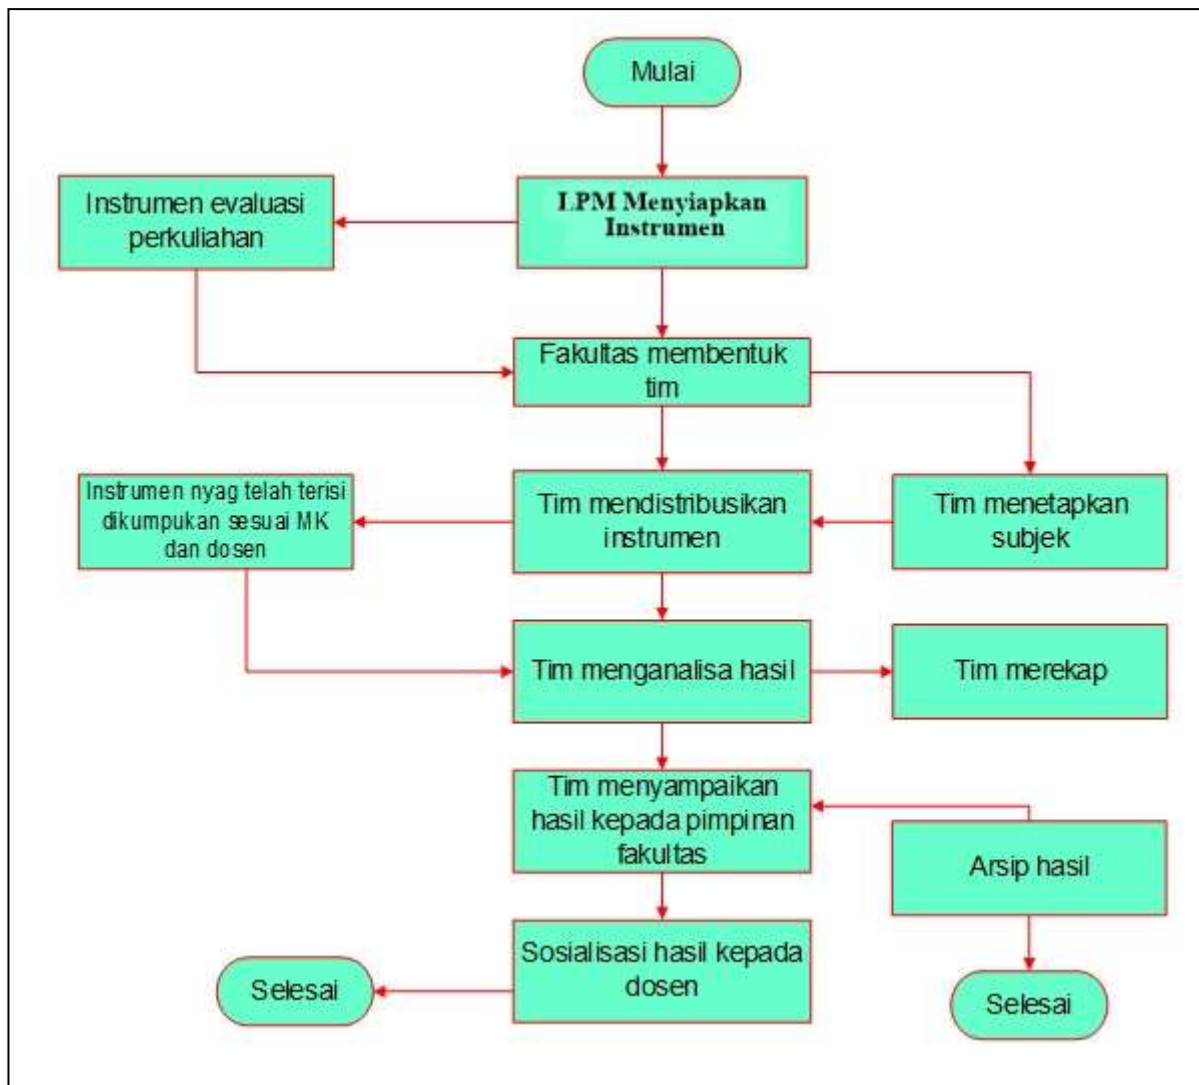 Mulai
LPM Menyiapkan
Instrumen
Instrumen evaluasi
perkuliahan
Fakultas membentuk
tim
Instrumen nyag telah terisi
dikumpukan sesuai MK
dan dosen
Tim mendistribusikan
instrumen
Tim menetapkan
subjek
Tim menganalisa hasil
Tim merekap
Tim menyampaikan
hasil kepada pimpinan
fakultas
Arsip hasil
Sosialisasi hasil kepada
dosen
Selesai
Selesai